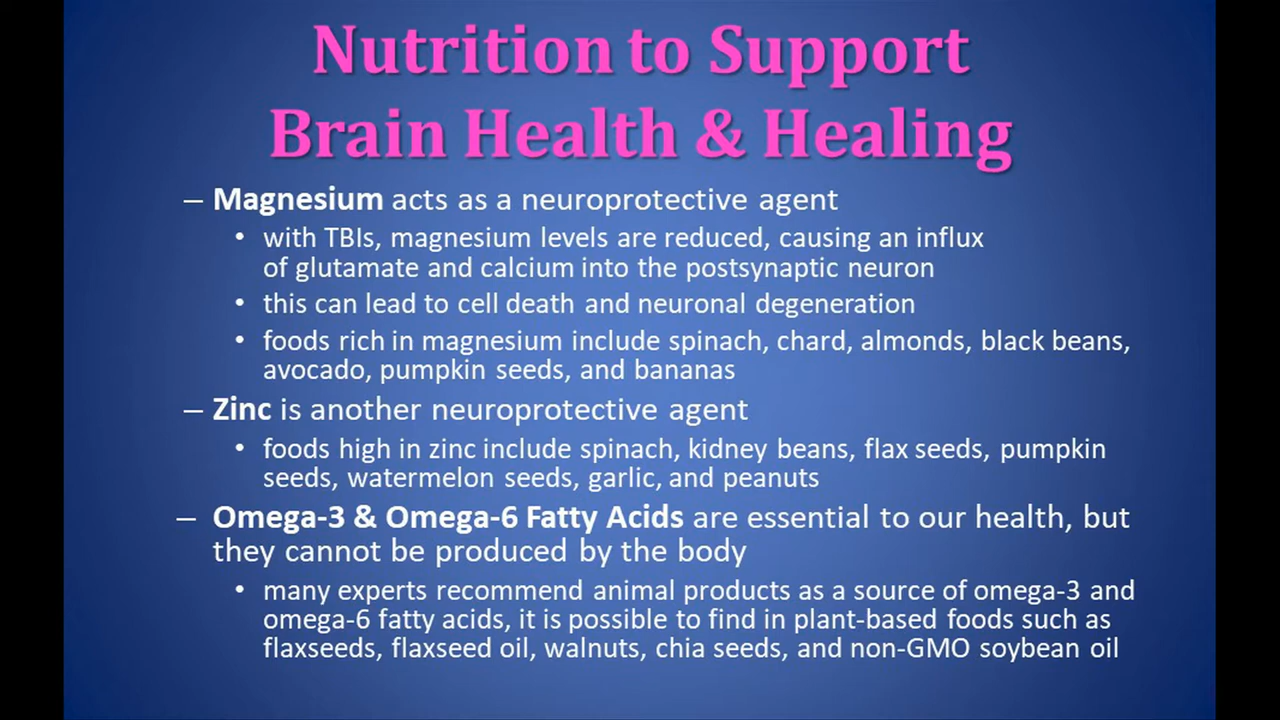 Nutrition to Support
Brain Health & Healing
– Magnesium acts as a neuroprotective agent
• with TBIs, magnesium levels are reduced, causing an influx
of glutamate and calcium into the postsynaptic neuron
• this can lead to cell death and neuronal degeneration
• foods rich in magnesium include spinach, chard, almonds, black beans,
avocado, pumpkin seeds, and bananas
– Zinc is another neuroprotective agent
• foods high in zinc include spinach, kidney beans, flax seeds, pumpkin
seeds, watermelon seeds, garlic, and peanuts
– Omega-3 & Omega-6 Fatty Acids are essential to our health, but
they cannot be produced by the body
• many experts recommend animal products as a source of omega-3 and
omega-6 fatty acids, it is possible to find in plant-based foods such as
flaxseeds, flaxseed oil, walnuts, chia seeds, and non-GMO soybean oil